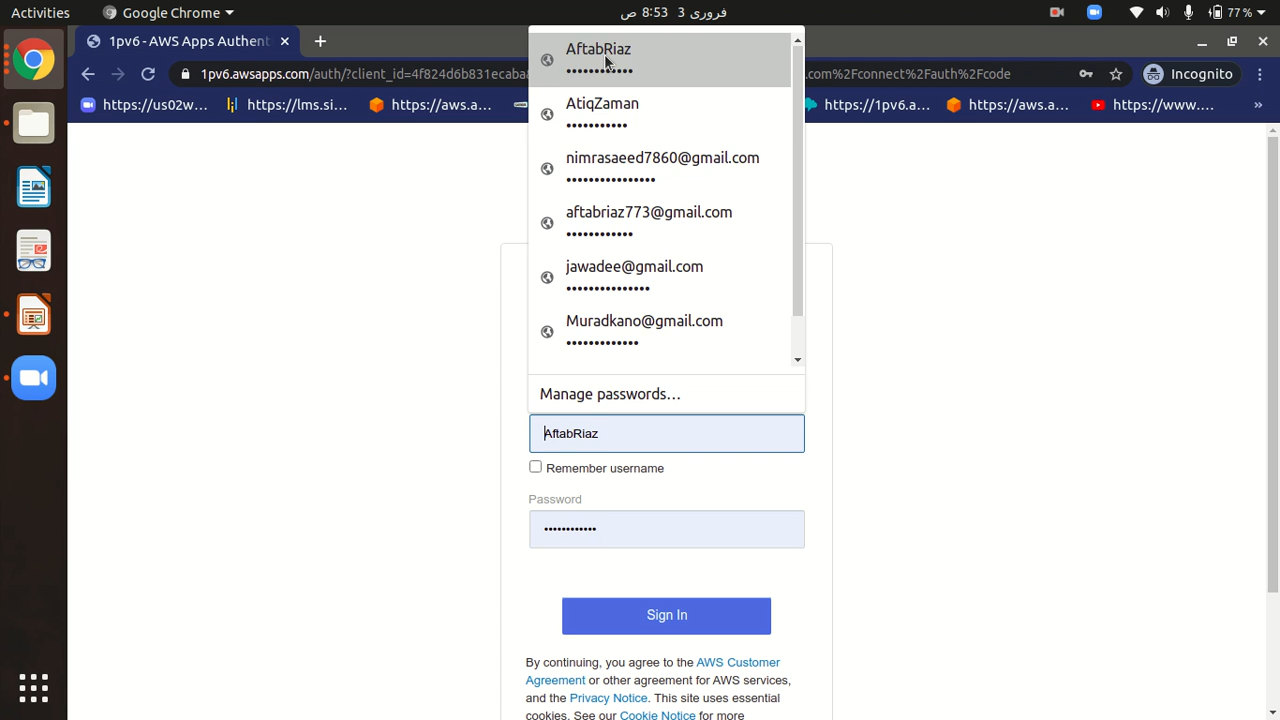 Activities
Google Chrome
3 فروری 8:53 ص
77 %
1pv6 - AWS Apps Authent
1pv6.awsapps.com/auth/?client_id=4f824d6b831ecaba
.com%2Fconnect%2Fauth%2Fcode
Incognito
https://us02w...
https://lms.si...
https://aws.a...
https://1pv6.a...
https://aws.a...
https://www....
AftabRiaz
••••••••••••
AtiqZaman
•••••••••••
nimrasaeed7860@gmail.com
••••••••••••••••
aftabriaz773@gmail.com
••••••••••••
jawadee@gmail.com
•••••••••••••••
Muradkano@gmail.com
•••••••••••••
Manage passwords...
AftabRiaz
Remember username
Password
••••••••••••
Sign In
By continuing, you agree to the AWS Customer
Agreement or other agreement for AWS services,
and the Privacy Notice. This site uses essential
cookies. See our Cookie Notice for more